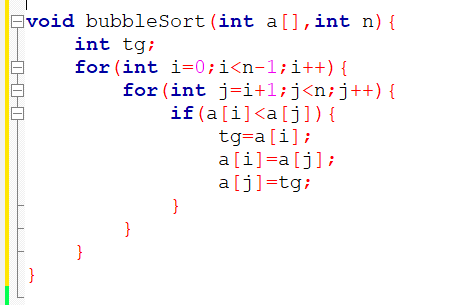 void bubbleSort(int a[],int n){
    int tg;
    for(int i=0;i<n-1;i++){
        for(int j=i+1;j<n;j++){
            if(a[i]<a[j]){
                tg=a[i];
                a[i]=a[j];
                a[j]=tg;
            }
        }
    }
}